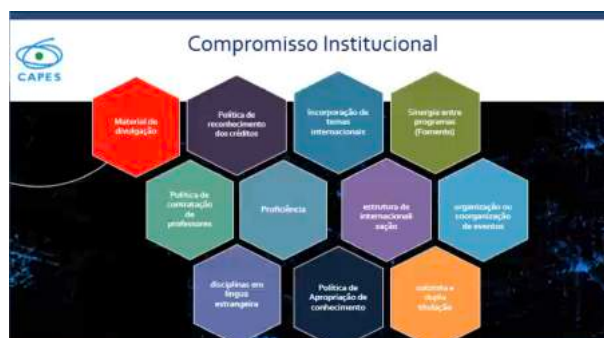 Compromisso Institucional
CAPES
Material de
divulgação
Política de
reconhecimento
dos créditos
Incorporação de
temas
internacionais
Sinergia entre
programas
(Fomento)
Política de
contratação de
professores
Proficiência
estrutura de
internacionali
zação
organização ou
coorganização
de eventos
disciplinas em
língua
estrangeira
Política de
Apropriação de
conhecimento
cotutela e
dupla
titulação